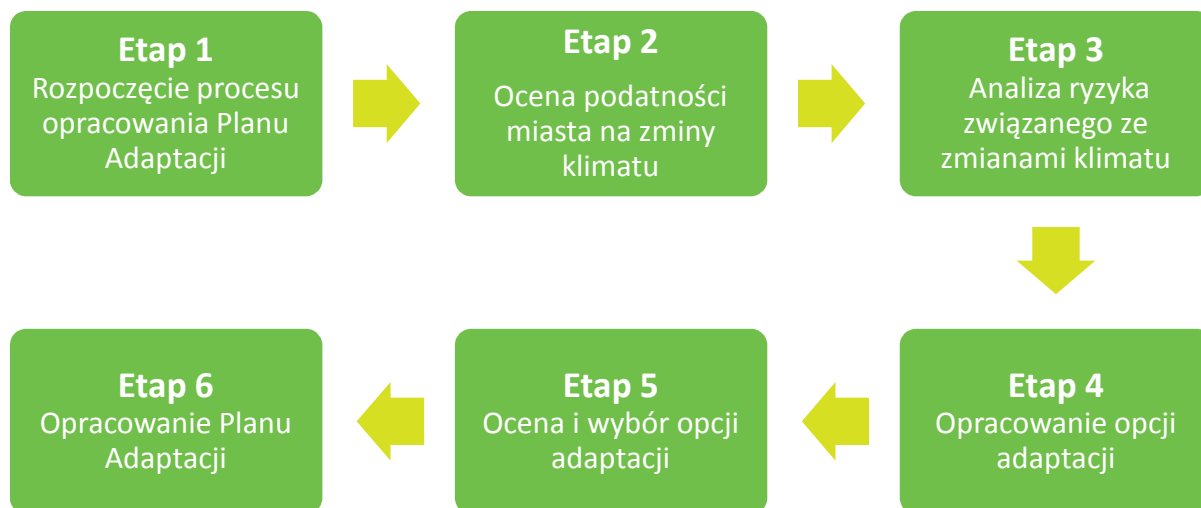 Etap 1
Rozpoczęcie procesu
opracowania Planu
Adaptacji
Etap 2
Ocena podatności
miasta na zminy
klimatu
Etap 3
Analiza ryzyka
związanego ze
zmianami klimatu
Etap 4
Opracowanie opcji
adaptacji
Etap 5
Ocena i wybór opcji
adaptacji
Etap 6
Opracowanie Planu
Adaptacji